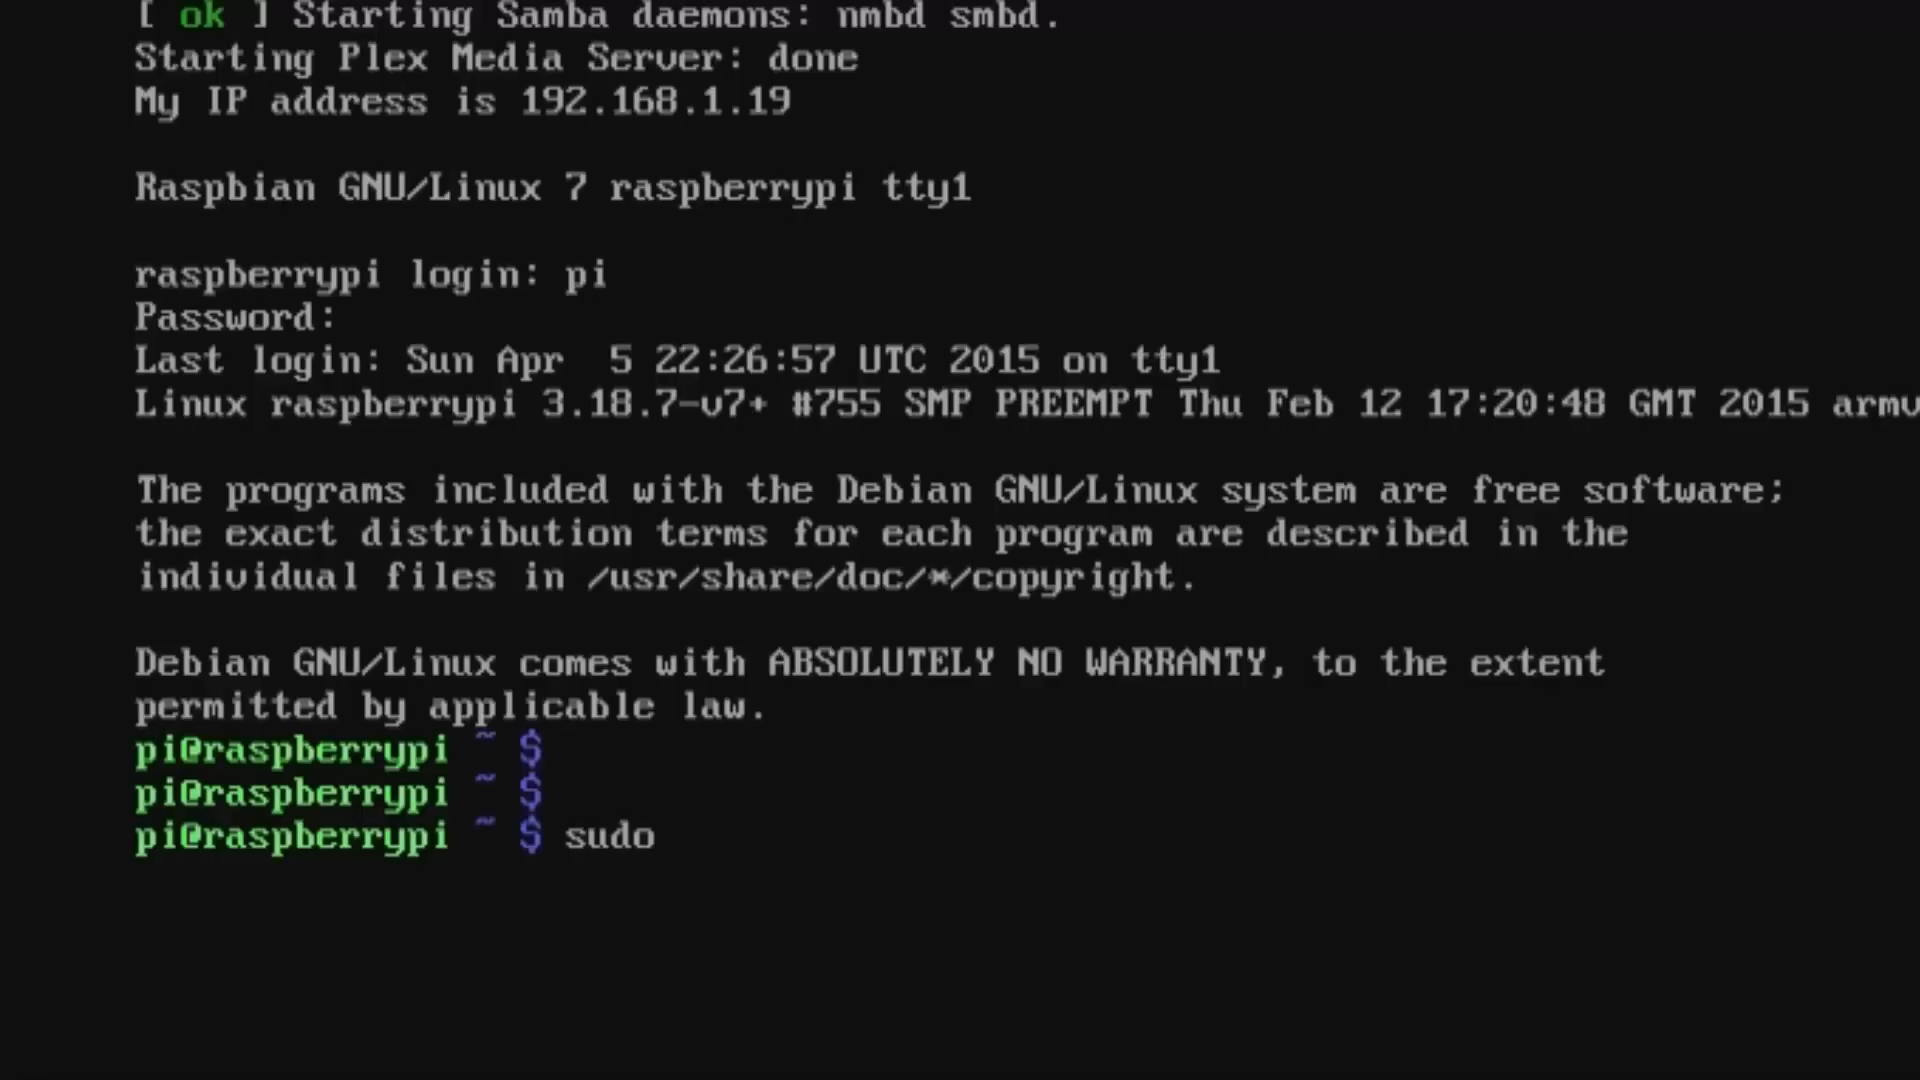 [ ok ] Starting Samba daemons: nmbd smbd.
Starting Plex Media Server: done
My IP address is 192.168.1.19
Raspbian GNU/Linux 7 raspberrypi tty1
raspberrypi login: pi
Password:
Last login: Sun Apr  5 22:26:57 UTC 2015 on tty1
Linux raspberrypi 3.18.7-v7+ #755 SMP PREEMPT Thu Feb 12 17:20:48 GMT 2015 armv
The programs included with the Debian GNU/Linux system are free software;
the exact distribution terms for each program are described in the
individual files in /usr/share/doc/*/copyright.
Debian GNU/Linux comes with ABSOLUTELY NO WARRANTY, to the extent
permitted by applicable law.
pi@raspberrypi ~ $
pi@raspberrypi ~ $
pi@raspberrypi ~ $ sudo